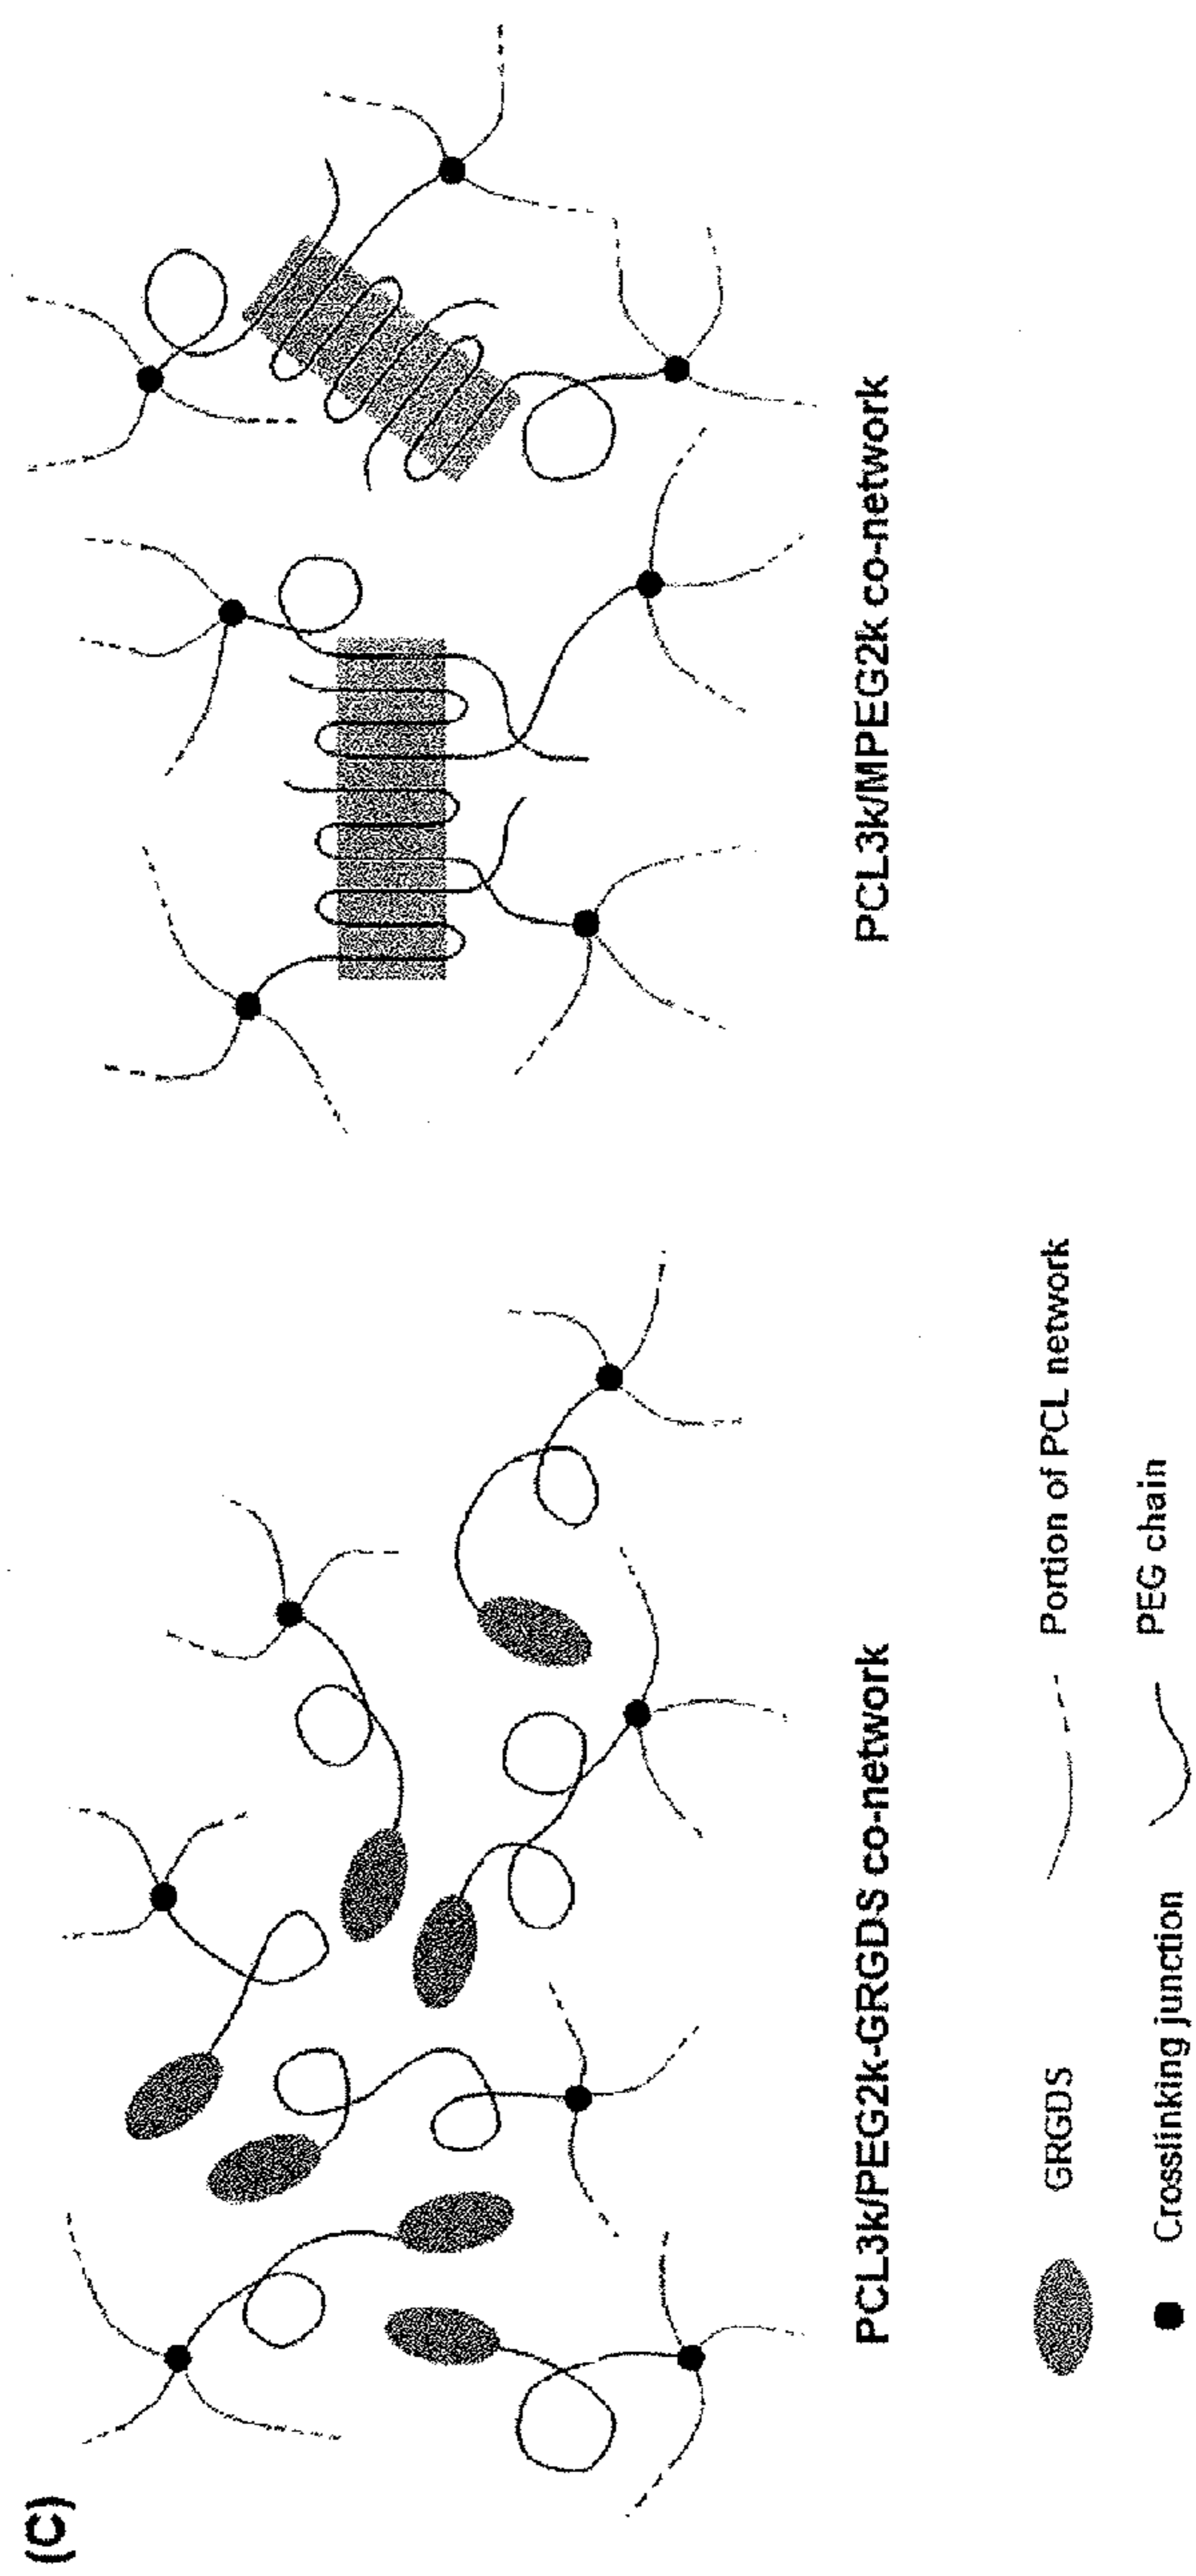 (C)
PCL3k/PEG2k-GRGDS co-network
PCL3k/MPEG2k co-network
GRGDS
Portion of PCL network
Crosslinking junction
PEG chain